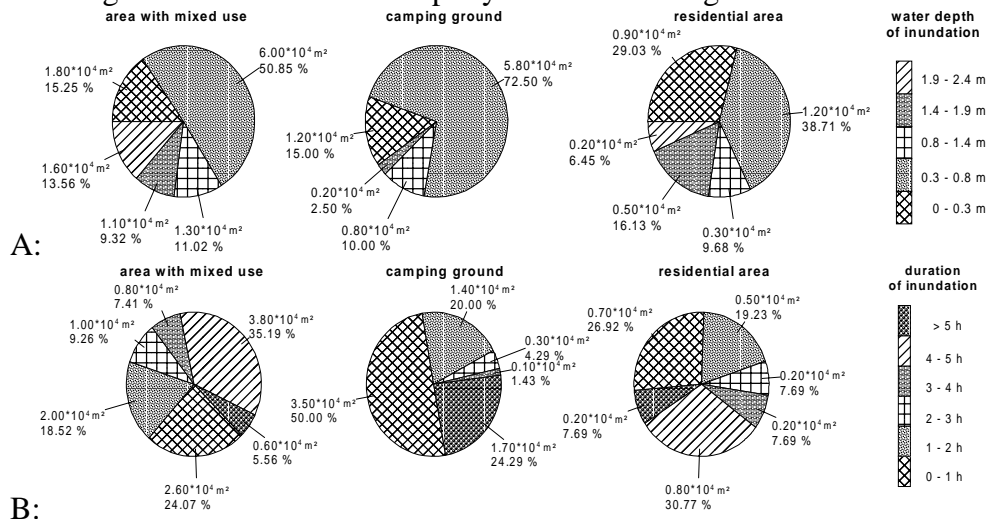 area with mixed use
camping ground
residential area
water depth
of inundation
6.00*10⁴ m²
50.85 %
1.80*10⁴ m²
15.25 %
1.60*10⁴ m²
13.56 %
1.10*10⁴ m²
9.32 %
1.30*10⁴ m²
11.02 %
5.80*10⁴ m²
72.50 %
1.20*10⁴ m²
15.00 %
0.20*10⁴ m²
2.50 %
0.80*10⁴ m²
10.00 %
0.90*10⁴ m²
29.03 %
1.20*10⁴ m²
38.71 %
0.20*10⁴ m²
6.45 %
0.50*10⁴ m²
16.13 %
0.30*10⁴ m²
9.68 %
1.9 - 2.4 m
1.4 - 1.9 m
0.8 - 1.4 m
0.3 - 0.8 m
0 - 0.3 m
A:
area with mixed use
camping ground
residential area
duration
of inundation
0.80*10⁴ m²
7.41 %
3.80*10⁴ m²
35.19 %
1.00*10⁴ m²
9.26 %
2.00*10⁴ m²
18.52 %
0.60*10⁴ m²
5.56 %
2.60*10⁴ m²
24.07 %
1.40*10⁴ m²
20.00 %
0.30*10⁴ m²
4.29 %
0.10*10⁴ m²
1.43 %
3.50*10⁴ m²
50.00 %
1.70*10⁴ m²
24.29 %
0.70*10⁴ m²
26.92 %
0.50*10⁴ m²
19.23 %
0.20*10⁴ m²
7.69 %
0.20*10⁴ m²
7.69 %
0.20*10⁴ m²
7.69 %
0.80*10⁴ m²
30.77 %
> 5 h
4 - 5 h
3 - 4 h
2 - 3 h
1 - 2 h
0 - 1 h
B: